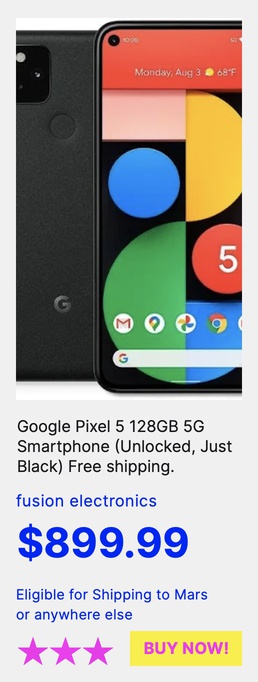 10:00
5G
Monday, Aug 3 68°F
5
G
G
Google Pixel 5 128GB 5G
Smartphone (Unlocked, Just
Black) Free shipping.
fusion electronics
$899.99
Eligible for Shipping to Mars
or anywhere else
BUY NOW!